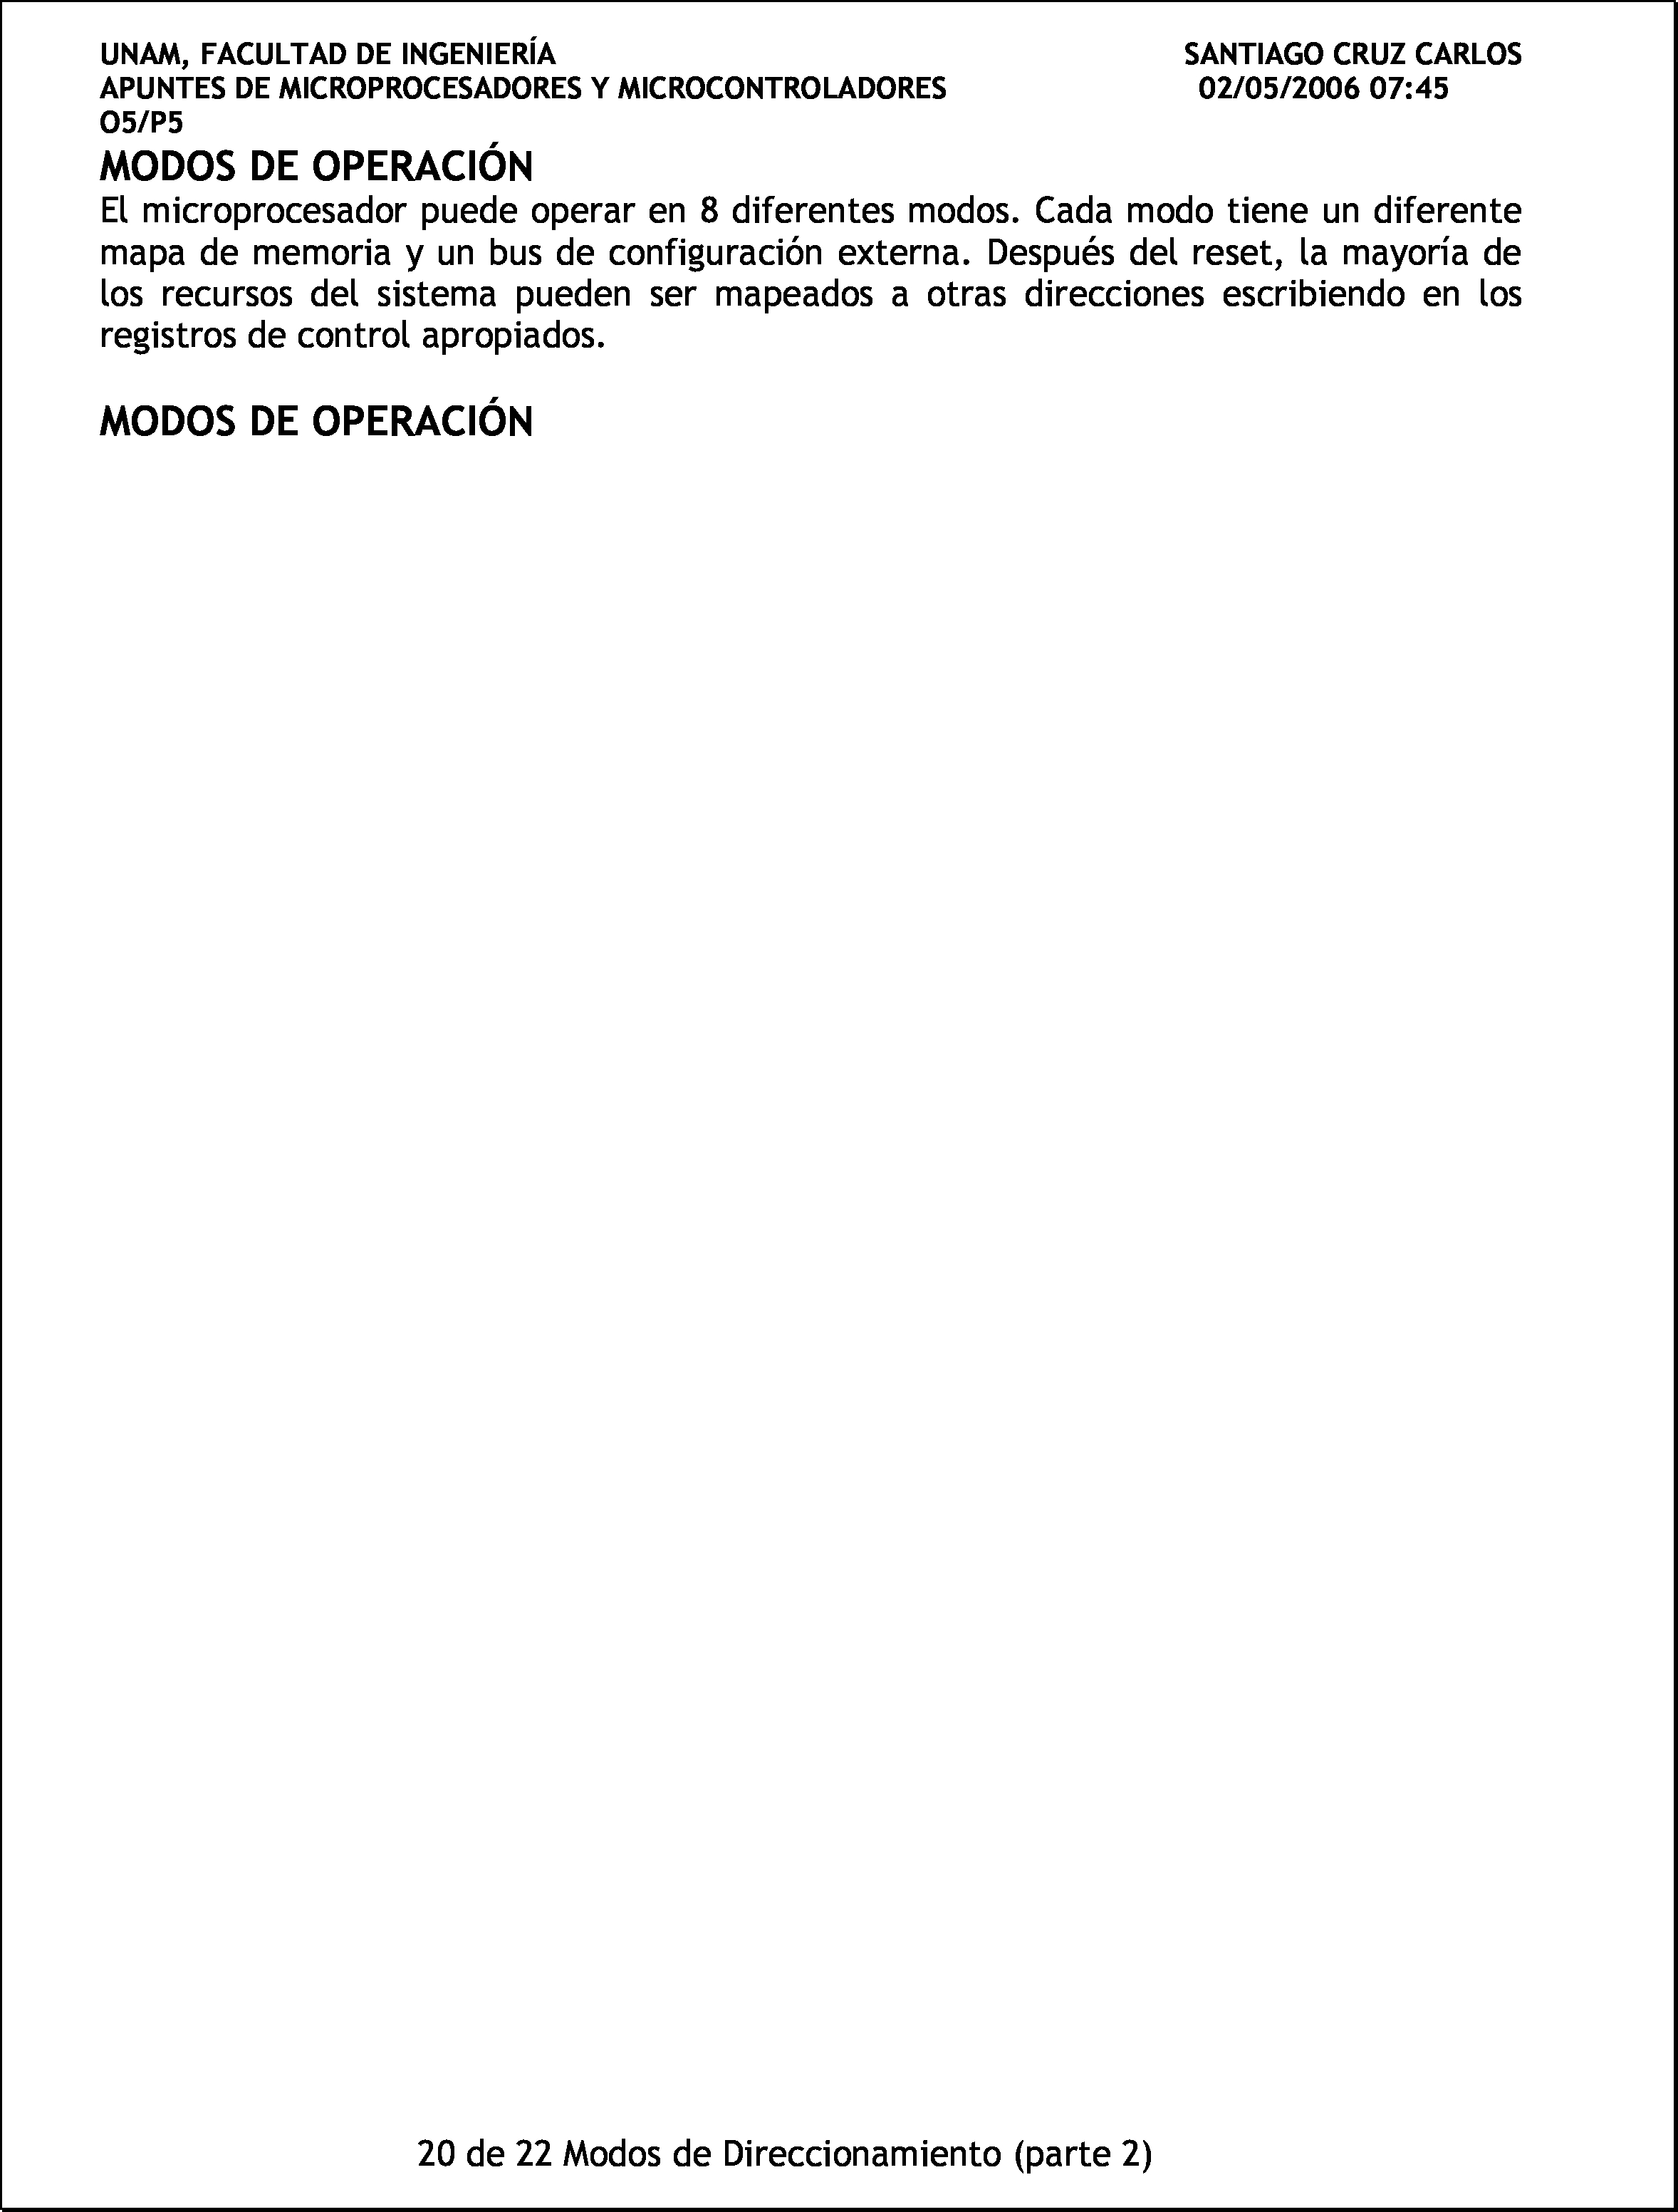 UNAM, FACULTAD DE INGENIERÍA SANTIAGO CRUZ CARLOS
APUNTES DE MICROPROCESADORES Y MICROCONTROLADORES 02/05/2006 07:45
O5/P5
MODOS DE OPERACIÓN
El microprocesador puede operar en 8 diferentes modos. Cada modo tiene un diferente
mapa de memoria y un bus de configuración externa. Después del reset, la mayoría de
los recursos del sistema pueden ser mapeados a otras direcciones escribiendo en los
registros de control apropiados.
MODOS DE OPERACIÓN
20 de 22 Modos de Direccionamiento (parte 2)